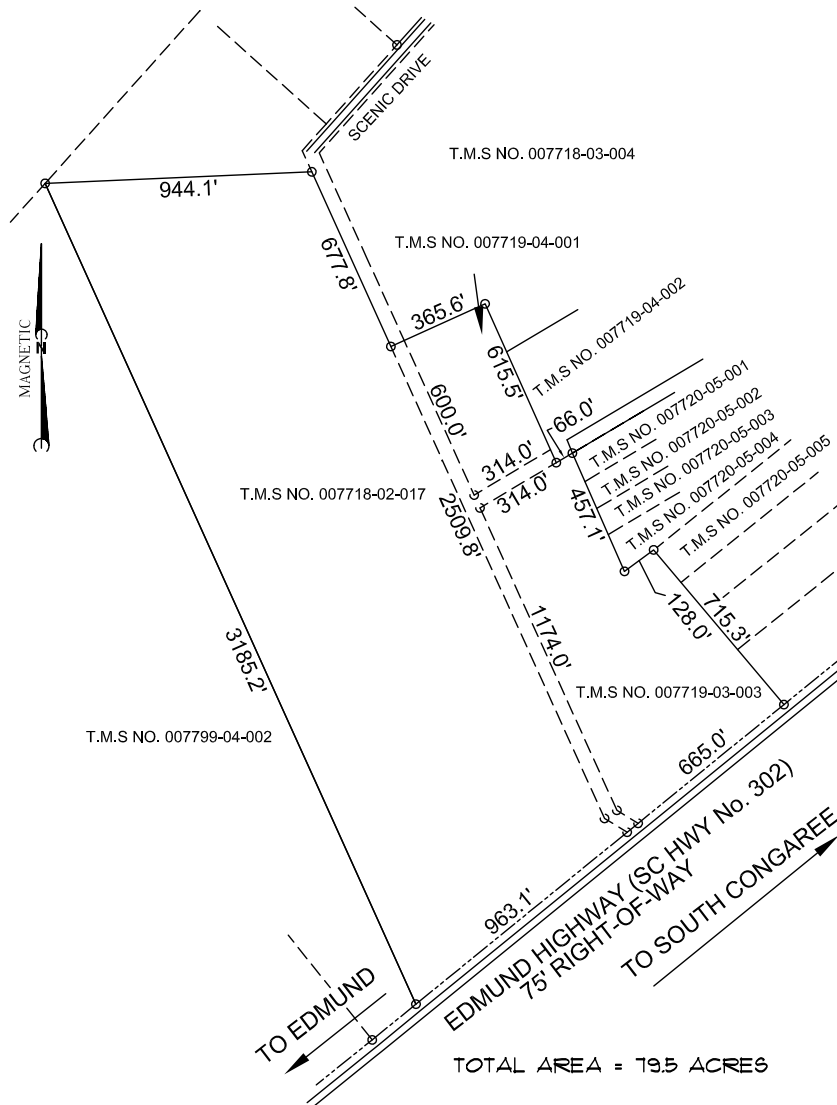 SCENIC DRIVE
T.M.S NO. 007718-03-004
944.1'
677.8'
T.M.S NO. 007719-04-001
MAGNETIC
N
365.6'
615.5'
T.M.S NO. 007719-04-002
600.0'
66.0'
314.0'
314.0'
T.M.S NO. 007720-05-001
T.M.S NO. 007720-05-002
T.M.S NO. 007720-05-003
T.M.S NO. 007720-05-004
T.M.S NO. 007720-05-005
457.1'
T.M.S NO. 007718-02-017
2509.8'
128.0'
715.3'
1174.0'
3185.2'
T.M.S NO. 007719-03-003
T.M.S NO. 007799-04-002
665.0'
963.1'
EDMUND HIGHWAY (SC HWY No. 302)
75' RIGHT-OF-WAY
TO SOUTH CONGAREE
TO EDMUND
TOTAL AREA = 79.5 ACRES